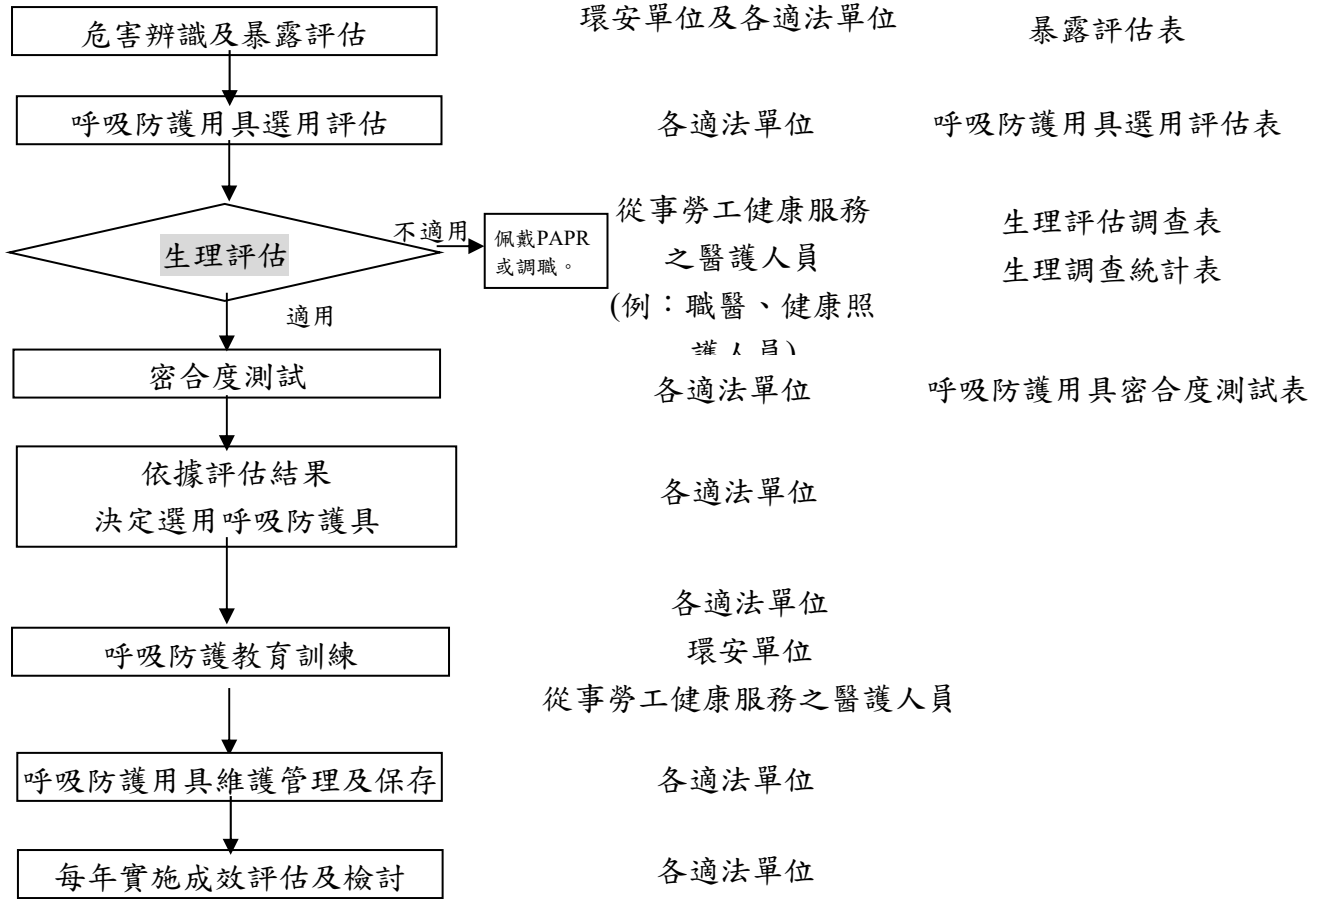 危害辨識及暴露評估
環安單位及各適法單位
暴露評估表
呼吸防護用具選用評估
各適法單位
呼吸防護用具選用評估表
生理評估
不適用
佩戴PAPR
或調職。
從事勞工健康服務
之醫護人員
(例：職醫、健康照
護人員)
生理評估調查表
生理調查統計表
適用
密合度測試
各適法單位
呼吸防護用具密合度測試表
依據評估結果
決定選用呼吸防護具
各適法單位
呼吸防護教育訓練
各適法單位
環安單位
從事勞工健康服務之醫護人員
呼吸防護用具維護管理及保存
各適法單位
每年實施成效評估及檢討
各適法單位